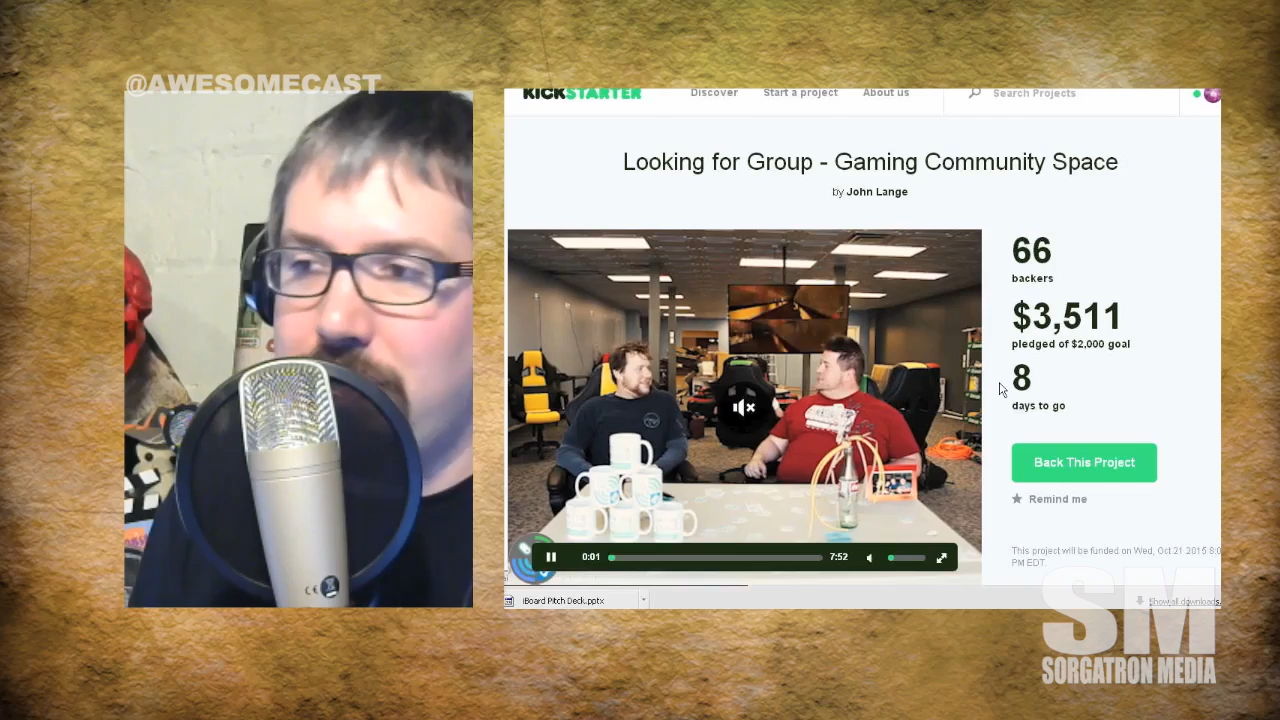 @AWESOMECAST
KICKSTARTER
Discover
Start a project
About us
Search Projects
Looking for Group - Gaming Community Space
by John Lange
66
backers
$3,511
pledged of $2,000 goal
8
days to go
Back This Project
Remind me
0:01
7:52
This project will be funded on Wed, Oct 21 2015 8:0
PM EDT.
iBoard Pitch Deck.pptx
Show all downloads.
SM
SORGATRON MEDIA